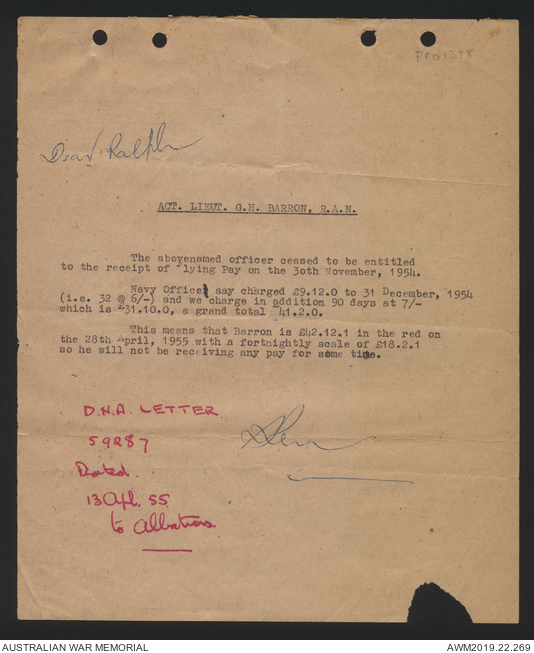 PRO1398
Dear Ralph
ACT. LIEUT. G.H. BARRON, R.A.N.
The abovenamed officer ceased to be entitled
to the receipt of lying Pay on the 30th November, 1954.
Navy Office say charged £9.12.0 to 31 December, 1954
(i.e. 32 @ 6/-) and we charge in addition 90 days at 7/-
which is £31.10.0, a grand total 41.2.0.
This means that Barron is £42.12.1 in the red on
the 28th April, 1955 with a fortnightly scale of £18.2.1
so he will not be receiving any pay for some time.
D.N.A. LETTER
59287
Dated
13 Apl. 55
to Albatross
AUSTRALIAN WAR MEMORIAL
AWM2019.22.269